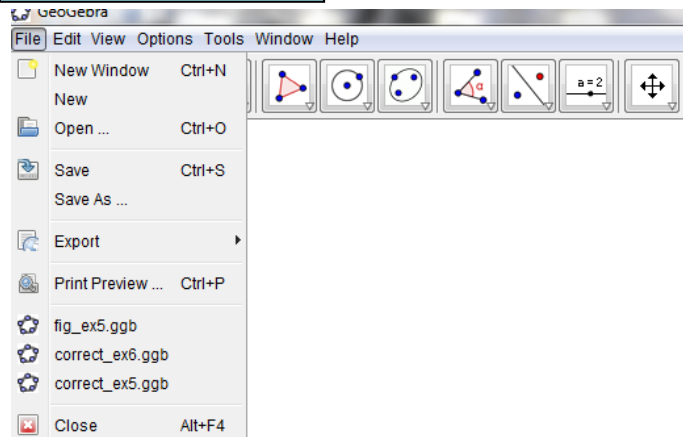 GeoGebra
File Edit View Options Tools Window Help
New Window Ctrl+N
New
Open ... Ctrl+O
Save Ctrl+S
Save As ...
Export
Print Preview ... Ctrl+P
fig_ex5.ggb
correct_ex6.ggb
correct_ex5.ggb
Close Alt+F4
α
a = 2